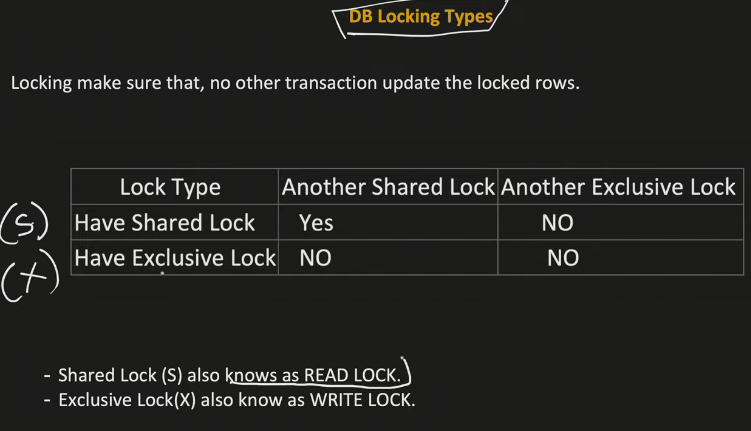 DB Locking Types
Locking make sure that, no other transaction update the locked rows.
Lock Type Another Shared Lock Another Exclusive Lock
(S) Have Shared Lock Yes NO
(X) Have Exclusive Lock NO NO
- Shared Lock (S) also knows as READ LOCK.
- Exclusive Lock(X) also know as WRITE LOCK.